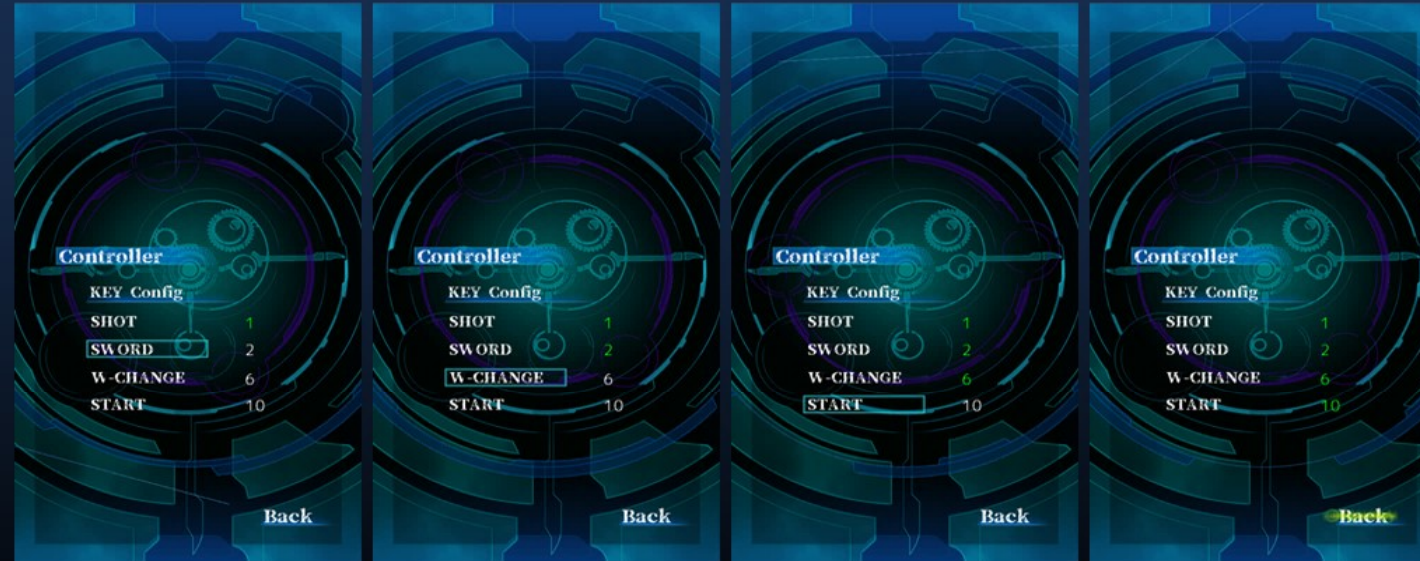 Controller
KEY Config
SHOT 1
SWORD 2
W-CHANGE 6
START 10
Back
Controller
KEY Config
SHOT 1
SWORD 2
W-CHANGE 6
START 10
Back
Controller
KEY Config
SHOT 1
SWORD 2
W-CHANGE 6
START 10
Back
Controller
KEY Config
SHOT 1
SWORD 2
W-CHANGE 6
START 10
Back